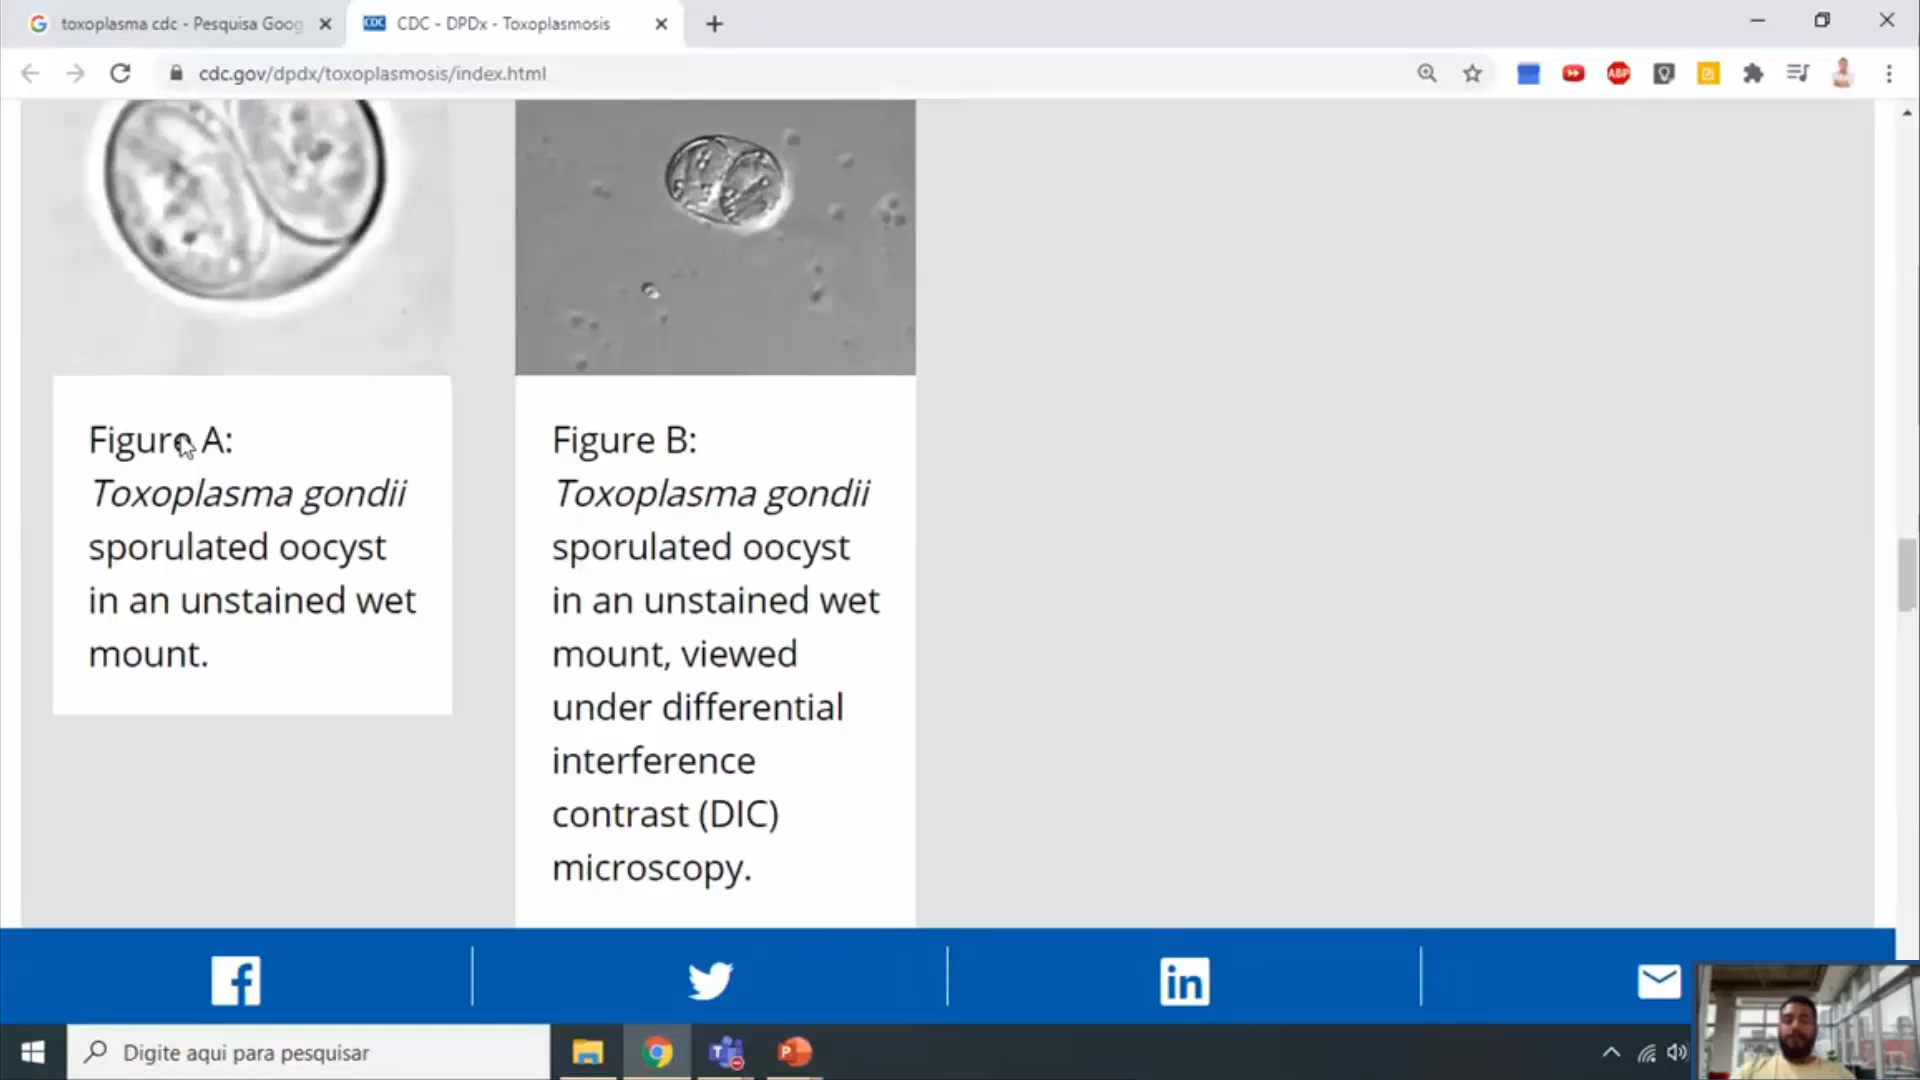 toxoplasma cdc - Pesquisa Goog
CDC
CDC - DPDx - Toxoplasmosis
cdc.gov/dpdx/toxoplasmosis/index.html
ABP
Figure A:
Toxoplasma gondii
sporulated oocyst
in an unstained wet
mount.
Figure B:
Toxoplasma gondii
sporulated oocyst
in an unstained wet
mount, viewed
under differential
interference
contrast (DIC)
microscopy.
Digite aqui para pesquisar